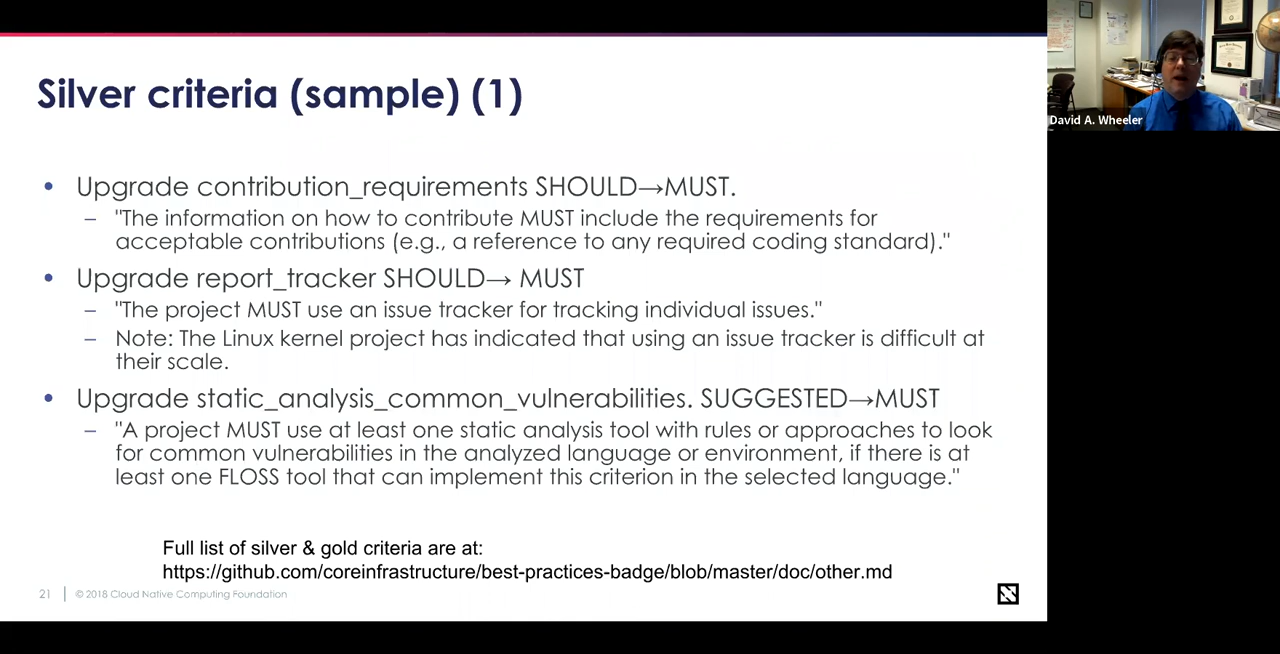 Silver criteria (sample) (1)
David A. Wheeler
• Upgrade contribution_requirements SHOULD→MUST.
– "The information on how to contribute MUST include the requirements for
acceptable contributions (e.g., a reference to any required coding standard)."
• Upgrade report_tracker SHOULD→ MUST
– "The project MUST use an issue tracker for tracking individual issues."
– Note: The Linux kernel project has indicated that using an issue tracker is difficult at
their scale.
• Upgrade static_analysis_common_vulnerabilities. SUGGESTED→MUST
– "A project MUST use at least one static analysis tool with rules or approaches to look
for common vulnerabilities in the analyzed language or environment, if there is at
least one FLOSS tool that can implement this criterion in the selected language."
Full list of silver & gold criteria are at:
https://github.com/coreinfrastructure/best-practices-badge/blob/master/doc/other.md
21 | © 2018 Cloud Native Computing Foundation